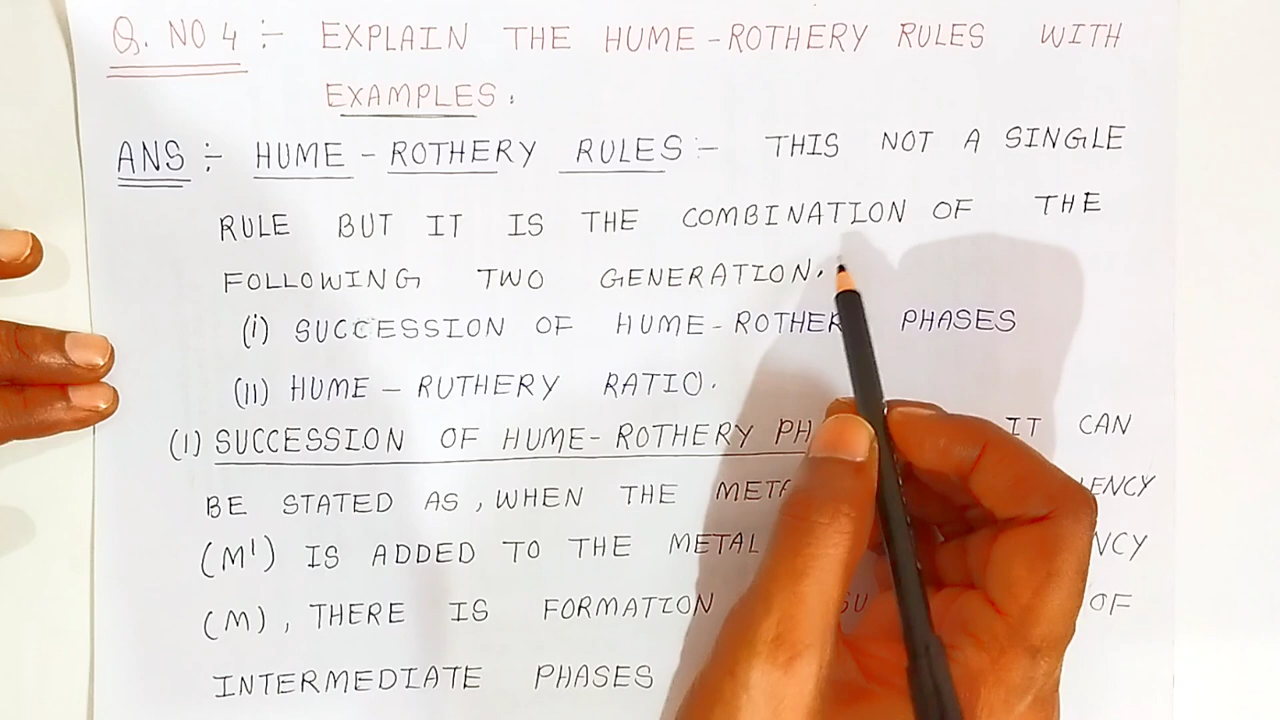 Q. NO 4 :- EXPLAIN THE HUME-ROTHERY RULES WITH
EXAMPLES.
ANS :- HUME-ROTHERY RULES :- THIS NOT A SINGLE
RULE BUT IT IS THE COMBINATION OF THE
FOLLOWING TWO GENERATION.
(i) SUCCESSION OF HUME-ROTHER PHASES
(II) HUME-RUTHERY RATIO.
(I) SUCCESSION OF HUME-ROTHERY PH IT CAN
BE STATED AS, WHEN THE META ENCY
(M') IS ADDED TO THE METAL NCY
(M), THERE IS FORMATION SU OF
INTERMEDIATE PHASES